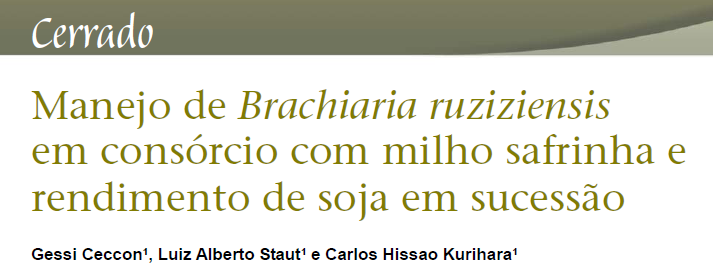 Cerrado
Manejo de Brachiaria ruziziensis
em consórcio com milho safrinha e
rendimento de soja em sucessão
Gessi Ceccon¹, Luiz Alberto Staut¹ e Carlos Hissao Kurihara¹